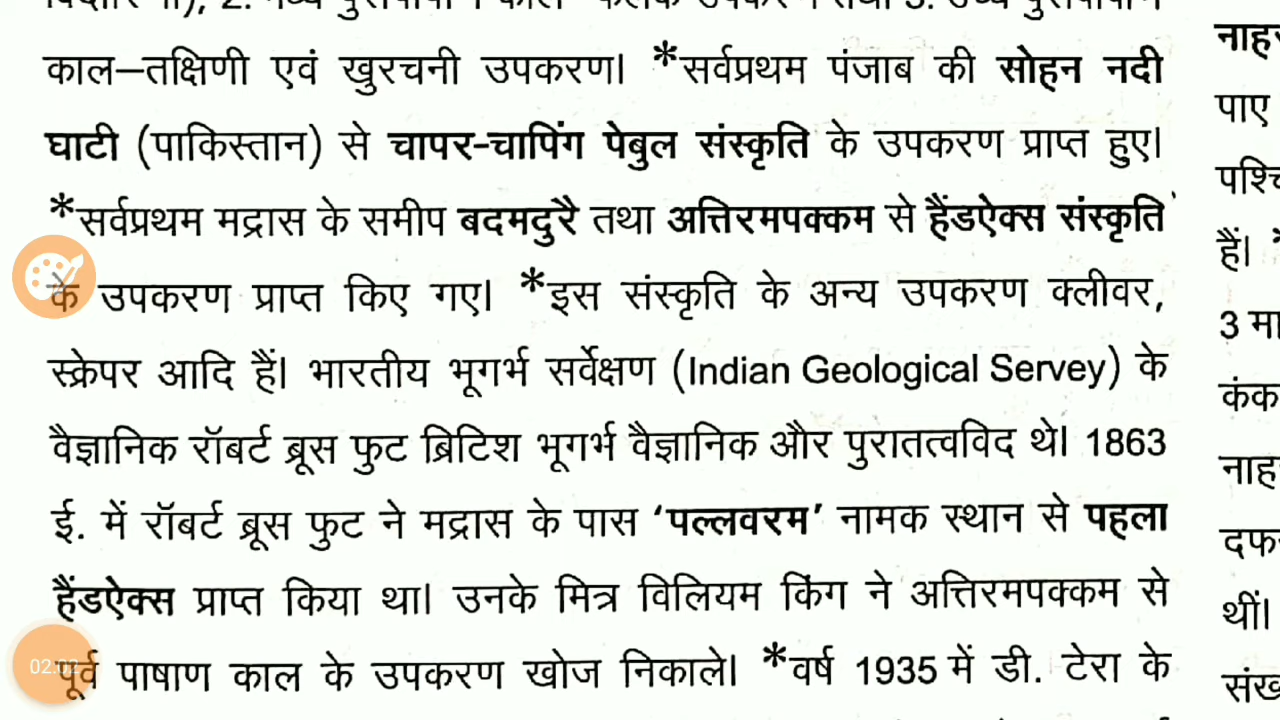 काल–तक्षिणी एवं खुरचनी उपकरण। *सर्वप्रथम पंजाब की सोहन नदी
घाटी (पाकिस्तान) से चापर-चापिंग पेबुल संस्कृति के उपकरण प्राप्त हुए।
*सर्वप्रथम मद्रास के समीप बदमदुरै तथा अत्तिरमपक्कम से हैंडऐक्स संस्कृति
के उपकरण प्राप्त किए गए। *इस संस्कृति के अन्य उपकरण क्लीवर,
स्क्रेपर आदि हैं। भारतीय भूगर्भ सर्वेक्षण (Indian Geological Servey) के
वैज्ञानिक रॉबर्ट ब्रूस फुट ब्रिटिश भूगर्भ वैज्ञानिक और पुरातत्वविद थे। 1863
ई. में रॉबर्ट ब्रूस फुट ने मद्रास के पास ‘पल्लवरम’ नामक स्थान से पहला
हैंडऐक्स प्राप्त किया था। उनके मित्र विलियम किंग ने अत्तिरमपक्कम से
पूर्व पाषाण काल के उपकरण खोज निकाले। *वर्ष 1935 में डी. टेरा के
02:02
पाए
हैं।
3
थीं।